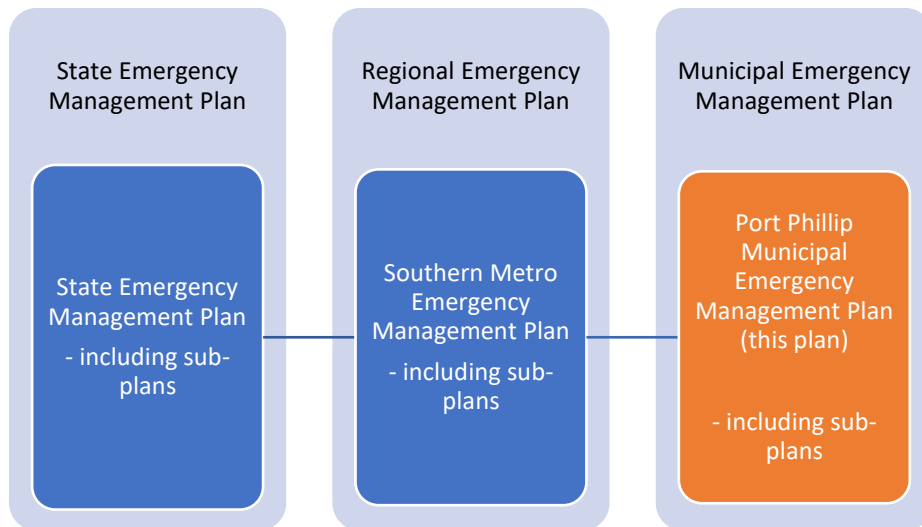 State Emergency
Management Plan
Regional Emergency
Management Plan
Municipal Emergency
Management Plan
State Emergency
Management Plan
- including sub-
plans
Southern Metro
Emergency
Management Plan
- including sub-
plans
Port Phillip
Municipal
Emergency
Management Plan
(this plan)
- including sub-
plans